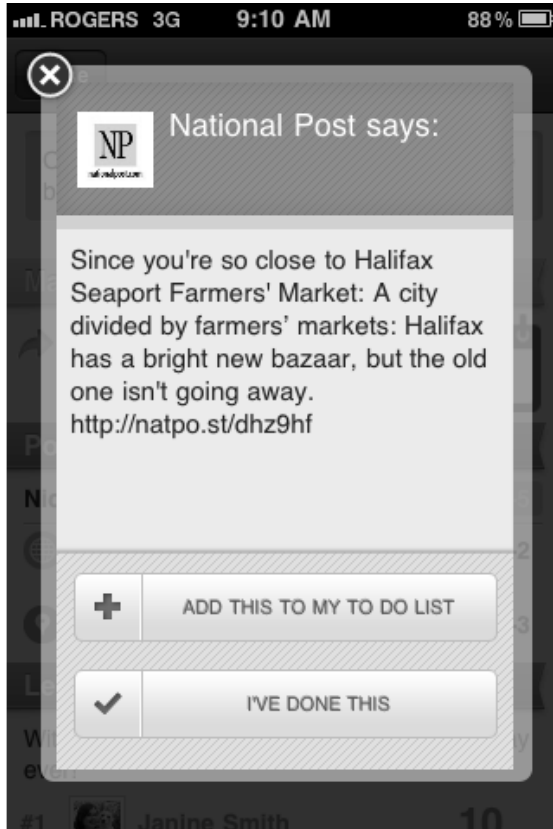 ROGERS 3G 9:10 AM 88%
National Post says:
NP
nationalpost.com
Since you're so close to Halifax
Seaport Farmers' Market: A city
divided by farmers’ markets: Halifax
has a bright new bazaar, but the old
one isn't going away.
http://natpo.st/dhz9hf
ADD THIS TO MY TO DO LIST
I'VE DONE THIS
#1 Janine Smith 10